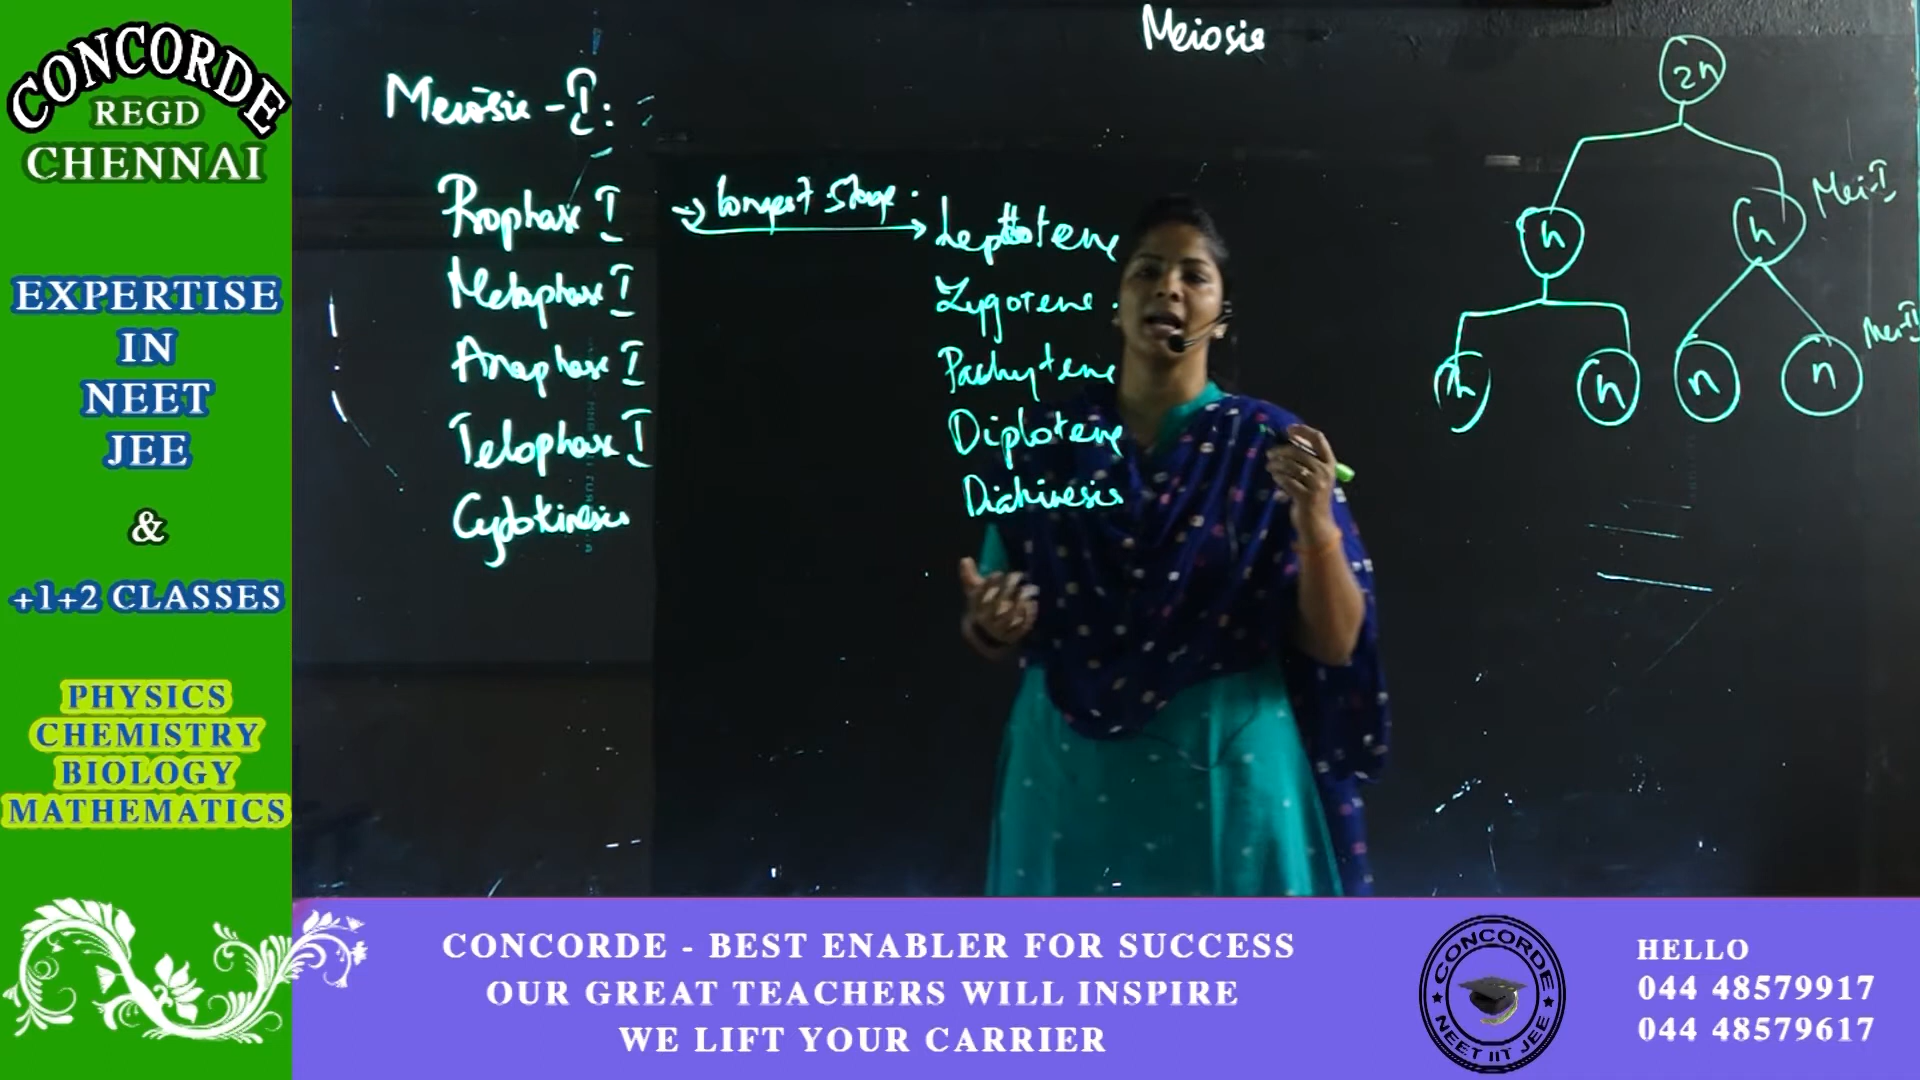 CONCORDE
REGD
CHENNAI
EXPERTISE
IN
NEET
JEE
&
+1+2 CLASSES
PHYSICS
CHEMISTRY
BIOLOGY
MATHEMATICS
Meiosis
Meiosis - I :
Prophase I → longest stage.
Metaphase I
Anaphase I
Telophase I
Cytokinesis
Leptotene
Zygotene.
Pachytene
Diplotene
Diakinesis
2n
n n Mei-I
n n n n Mei-II
CONCORDE - BEST ENABLER FOR SUCCESS
OUR GREAT TEACHERS WILL INSPIRE
WE LIFT YOUR CARRIER
CONCORDE
NEET IIT JEE
HELLO
044 48579917
044 48579617